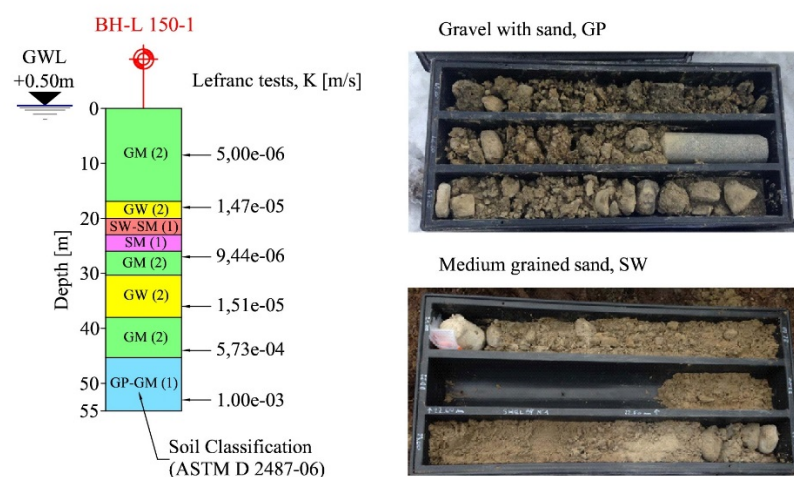 BH-L 150-1
GWL
+0.50m
Lefranc tests, K [m/s]
Depth [m]
0
10
20
30
40
50
55
GM (2)
GW (2)
SW-SM (1)
SM (1)
GM (2)
GW (2)
GM (2)
GP-GM (1)
5,00e-06
1,47e-05
9,44e-06
1,51e-05
5,73e-04
1.00e-03
Soil Classification
(ASTM D 2487-06)
Gravel with sand, GP
Medium grained sand, SW